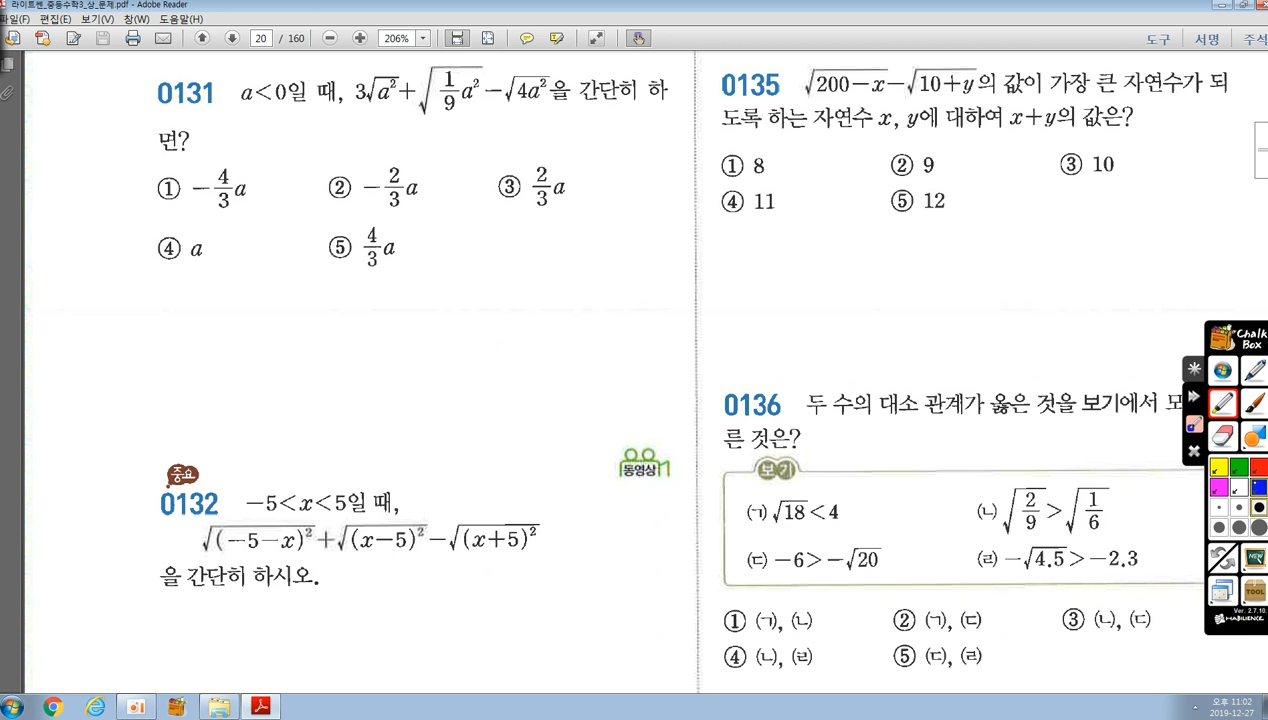 라이트쎈_중등수학3_상_문제.pdf - Adobe Reader
파일(F) 편집(E) 보기(V) 창(W) 도움말(H)
20 / 160 206% 도구 서명 주석
0131 a<0일 때, 3√a²+√(1/9)a²−√4a²을 간단히 하
면?
① −4/3a ② −2/3a ③ 2/3a
④ a ⑤ 4/3a
동영상
중요
0132 −5<x<5일 때,
√(−5−x)²+√(x−5)²−√(x+5)²
을 간단히 하시오.
0135 √200−x−√10+y의 값이 가장 큰 자연수가 되
도록 하는 자연수 x, y에 대하여 x+y의 값은?
① 8 ② 9 ③ 10
④ 11 ⑤ 12
0136 두 수의 대소 관계가 옳은 것을 보기에서 모
른 것은?
보기
㈀ √18<4 ㈁ √2/9>√1/6
㈂ −6>−√20 ㈃ −√4.5>−2.3
① ㈀, ㈁ ② ㈀, ㈂ ③ ㈁, ㈂
④ ㈁, ㈃ ⑤ ㈂, ㈃
Chalk
Box
NEW
TOOL
Ver. 2.7.10.
HABILIENCE
오후 11:02
2019-12-27